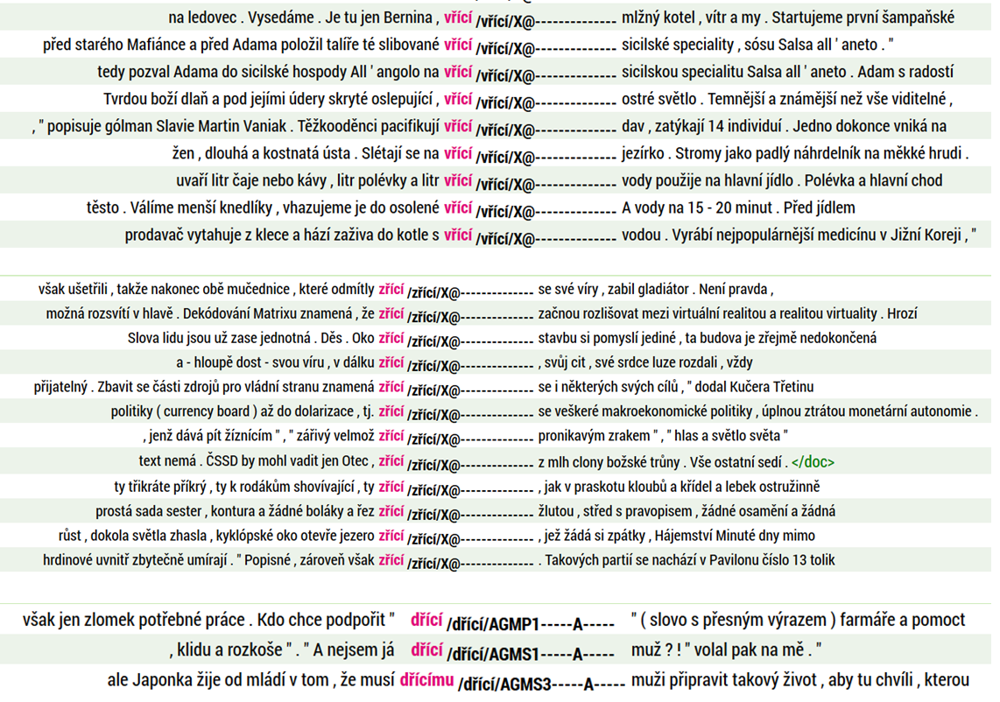 na ledovec . Vysedáme . Je tu jen Bernina , vřící /vřící/X@-------------- mlžný kotel , vítr a my . Startujeme první šampaňské
před starého Mafiánce a před Adama položil talíře té slibované vřící /vřící/X@-------------- sicilské speciality , sósu Salsa all ' aneto . "
tedy pozval Adama do sicilské hospody All ' angolo na vřící /vřící/X@-------------- sicilskou specialitu Salsa all ' aneto . Adam s radostí
Tvrdou boží dlaň a pod jejími údery skryté oslepující , vřící /vřící/X@-------------- ostré světlo . Temnější a známější než vše viditelné ,
, " popisuje gólman Slavie Martin Vaniak . Těžkooděnci pacifikují vřící /vřící/X@-------------- dav , zatýkají 14 individuí . Jedno dokonce vniká na
žen , dlouhá a kostnatá ústa . Slétají se na vřící /vřící/X@-------------- jezírko . Stromy jako padlý náhrdelník na měkké hrudi .
uvaří litr čaje nebo kávy , litr polévky a litr vřící /vřící/X@-------------- vody použije na hlavní jídlo . Polévka a hlavní chod
těsto . Válíme menší knedlíky , vhazujeme je do osolené vřící /vřící/X@-------------- A vody na 15 - 20 minut . Před jídlem
prodavač vytahuje z klece a hází zaživa do kotle s vřící /vřící/X@-------------- vodou . Vyrábí nejpopulárnější medicínu v Jižní Koreji , "
však ušetřili , takže nakonec obě mučednice , které odmítly zřící /zřící/X@-------------- se své víry , zabil gladiátor . Není pravda ,
možná rozsvítí v hlavě . Dekódování Matrixu znamená , že zřící /zřící/X@-------------- začnou rozlišovat mezi virtuální realitou a realitou virtuality . Hrozí
Slova lidu jsou už zase jednotná . Děs . Oko zřící /zřící/X@-------------- stavbu si pomyslí jediné , ta budova je zřejmě nedokončená
a - hloupě dost - svou víru , v dálku zřící /zřící/X@-------------- , svůj cit , své srdce luze rozdali , vždy
přijatelný . Zbavit se části zdrojů pro vládní stranu znamená zřící /zřící/X@-------------- se i některých svých cílů , " dodal Kučera Třetinu
politiky ( currency board ) až do dolarizace , tj. zřící /zřící/X@-------------- se veškeré makroekonomické politiky , úplnou ztrátou monetární autonomie .
, jenž dává pít žíznícím " , " zářivý velmož zřící /zřící/X@-------------- pronikavým zrakem " , " hlas a světlo světa "
text nemá . ČSSD by mohl vadit jen Otec , zřící /zřící/X@-------------- z mlh clony božské trůny . Vše ostatní sedí . </doc>
ty třikráte příkrý , ty k rodákům shovívající , ty zřící /zřící/X@-------------- , jak v praskotu kloubů a křídel a lebek ostružinně
prostá sada sester , kontura a žádné boláky a řez zřící /zřící/X@-------------- žlutou , střed s pravopisem , žádné osamění a žádná
růst , dokola světla zhasla , kyklópské oko otevře jezero zřící /zřící/X@-------------- , jež žádá si zpátky , Hájemství Minuté dny mimo
hrdinové uvnitř zbytečně umírají . " Popisné , zároveň však zřící /zřící/X@-------------- . Takových partií se nachází v Pavilonu číslo 13 tolik
však jen zlomek potřebné práce . Kdo chce podpořit " dřící /dřící/AGMP1-----A----- " ( slovo s přesným výrazem ) farmáře a pomoct
, klidu a rozkoše " . " A nejsem já dřící /dřící/AGMS1-----A----- muž ? ! " volal pak na mě . "
ale Japonka žije od mládí v tom , že musí dřícímu /dřící/AGMS3-----A----- muži připravit takový život , aby tu chvíli , kterou